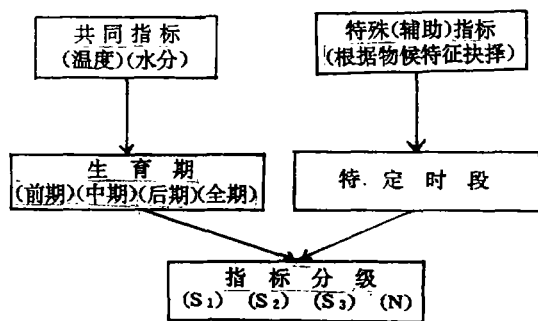 共同指标
(温度)(水分)
特殊(辅助)指标
(根据物候特征抉择)
生育期
(前期)(中期)(后期)(全期)
特.定时段
指标分级
(S₁) (S₂) (S₃) (N)